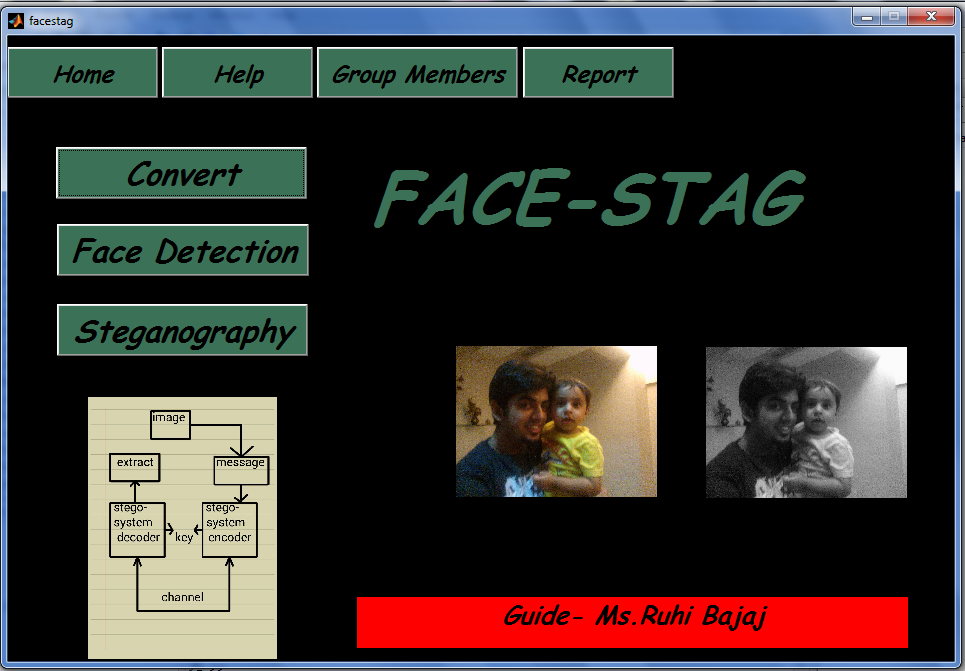 facestag
Home Help Group Members Report
Convert
FACE-STAG
Face Detection
Steganography
image
extract message
stego-
system
decoder
key
stego-
system
encoder
channel
Guide- Ms.Ruhi Bajaj